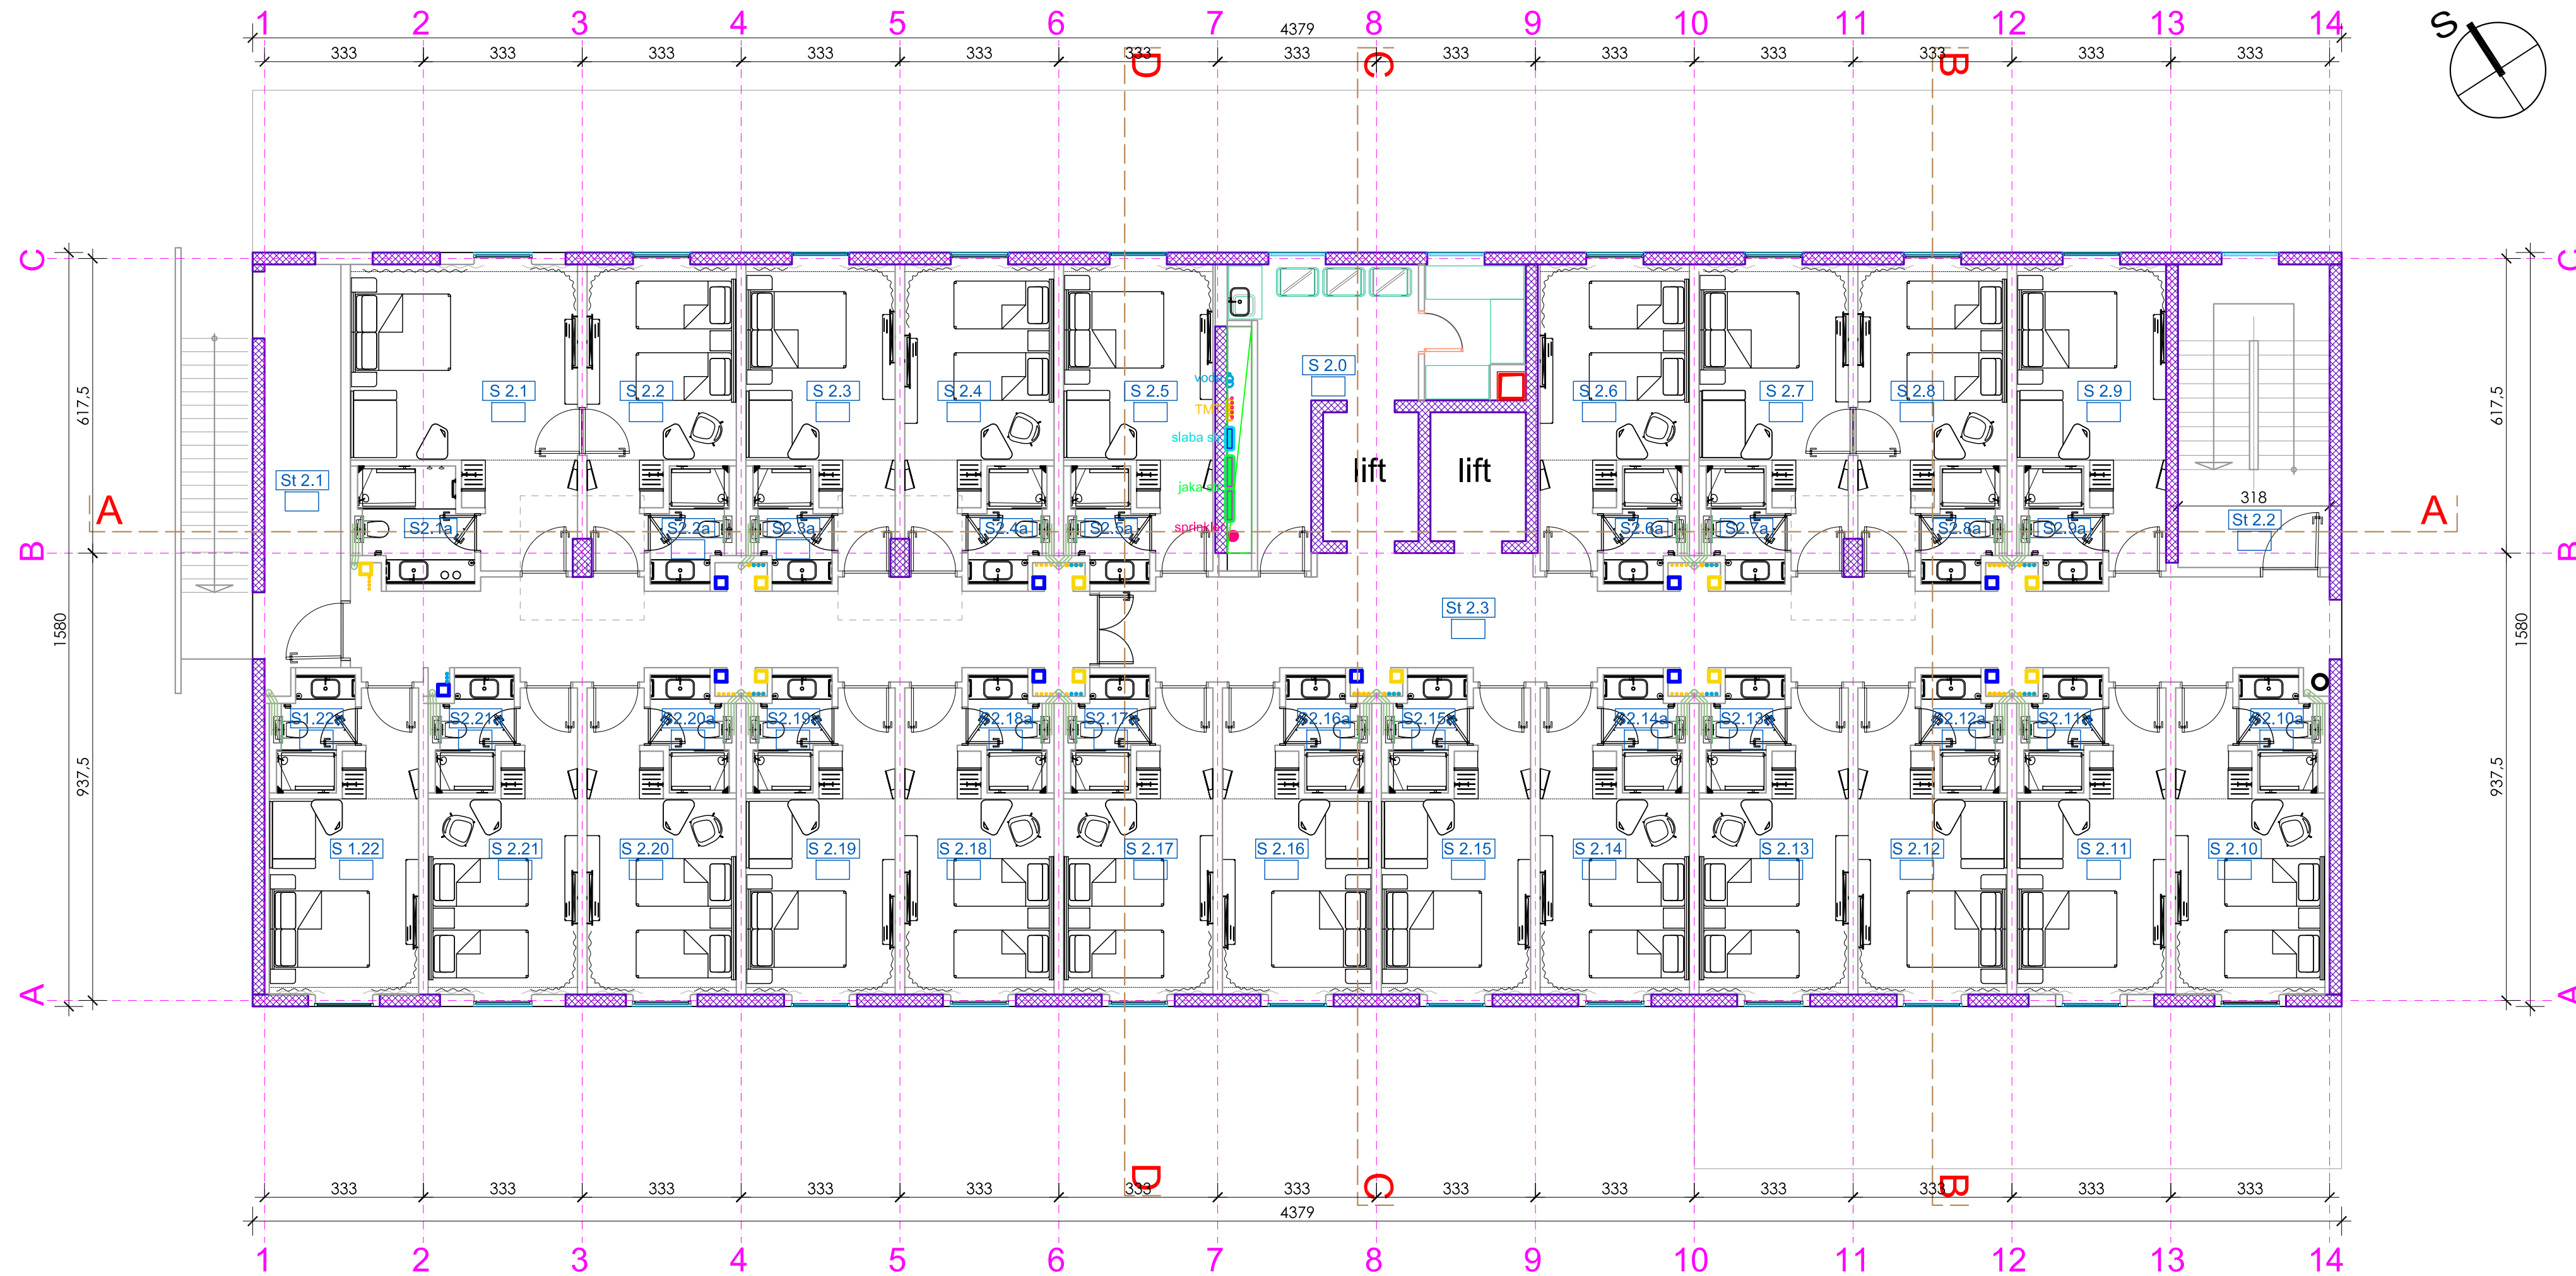 1 2 3 4 5 6 7 8 9 10 11 12 13 14
S
4379
333 333 333 333 333 333 333 333 333 333 333 333 333
D C B
C C
617,5 617,5
S 2.1 S 2.2 S 2.3 S 2.4 S 2.5 S 2.0 S 2.6 S 2.7 S 2.8 S 2.9
slaba st
lift lift
St 2.1
318
A A
St 2.2
sprinkler
S2.1a S2.2a S2.3a S2.4a S2.5a S2.6a S2.7a S2.8a S2.9a
B B
St 2.3
1580 1580
S1.22a S2.21a S2.20a S2.19a S2.18a S2.17a S2.16a S2.15a S2.14a S2.13a S2.12a S2.11a S2.10a
937,5 937,5
S 1.22 S 2.21 S 2.20 S 2.19 S 2.18 S 2.17 S 2.16 S 2.15 S 2.14 S 2.13 S 2.12 S 2.11 S 2.10
A A
D C B
333 333 333 333 333 333 333 333 333 333 333 333 333
4379
1 2 3 4 5 6 7 8 9 10 11 12 13 14